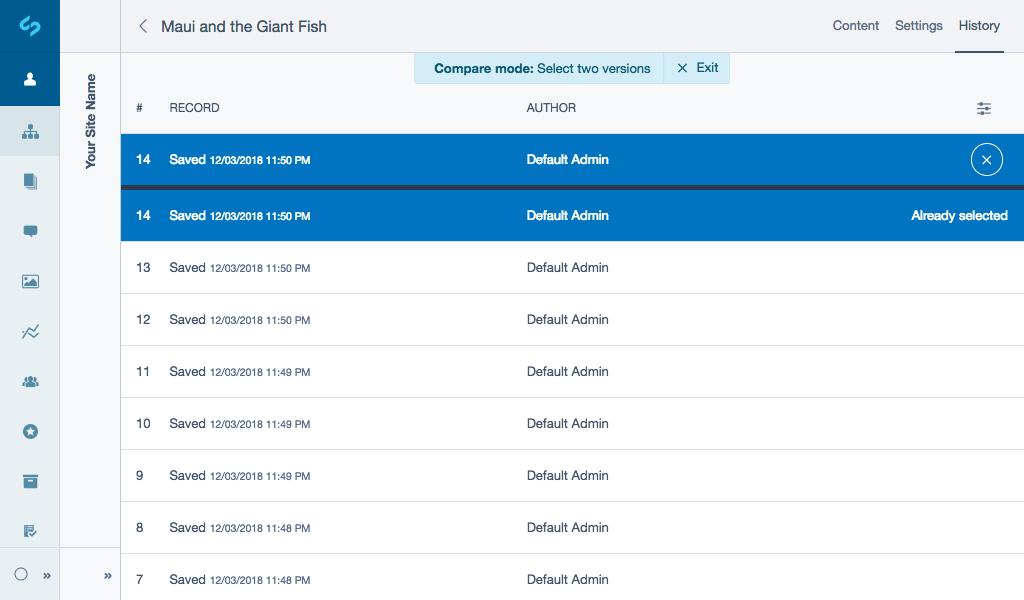 Maui and the Giant Fish
Content Settings History
Compare mode: Select two versions Exit
Your Site Name
# RECORD AUTHOR
14 Saved 12/03/2018 11:50 PM Default Admin
14 Saved 12/03/2018 11:50 PM Default Admin Already selected
13 Saved 12/03/2018 11:50 PM Default Admin
12 Saved 12/03/2018 11:50 PM Default Admin
11 Saved 12/03/2018 11:49 PM Default Admin
10 Saved 12/03/2018 11:49 PM Default Admin
9 Saved 12/03/2018 11:49 PM Default Admin
8 Saved 12/03/2018 11:48 PM Default Admin
7 Saved 12/03/2018 11:48 PM Default Admin